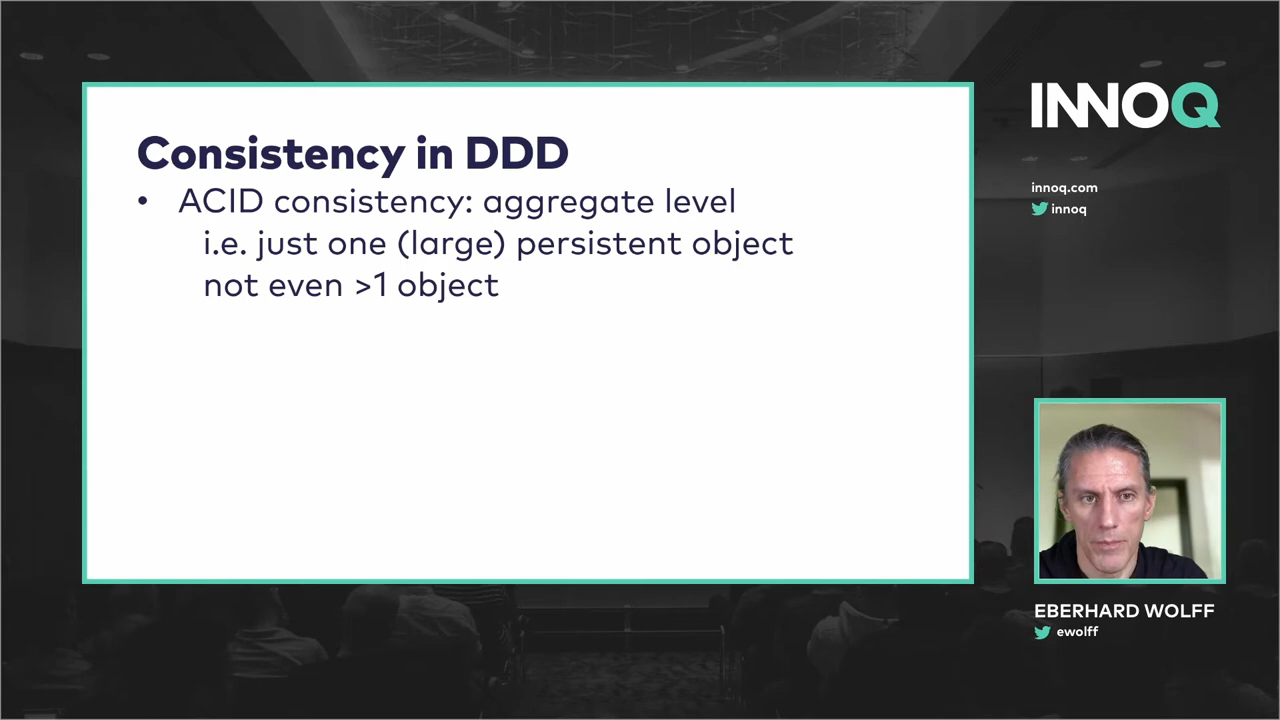 Consistency in DDD
• ACID consistency: aggregate level
i.e. just one (large) persistent object
not even >1 object
INNOQ
innoq.com
innoq
EBERHARD WOLFF
ewolff